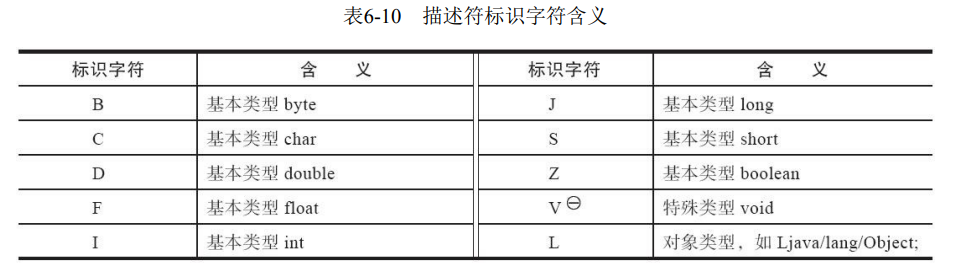 表6-10 描述符标识字符含义
标识字符 含 义 标识字符 含 义
B 基本类型 byte J 基本类型 long
C 基本类型 char S 基本类型 short
D 基本类型 double Z 基本类型 boolean
F 基本类型 float V㊀ 特殊类型 void
I 基本类型 int L 对象类型，如 Ljava/lang/Object;